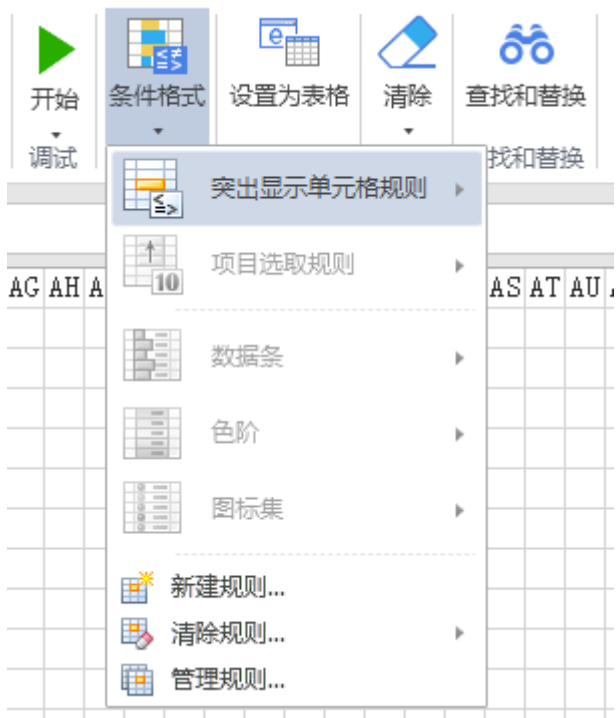 开始 条件格式 设置为表格 清除 查找和替换
调试 找和替换
突出显示单元格规则
项目选取规则
10
AG AH A AS AT AU
数据条
色阶
图标集
新建规则...
清除规则...
管理规则...